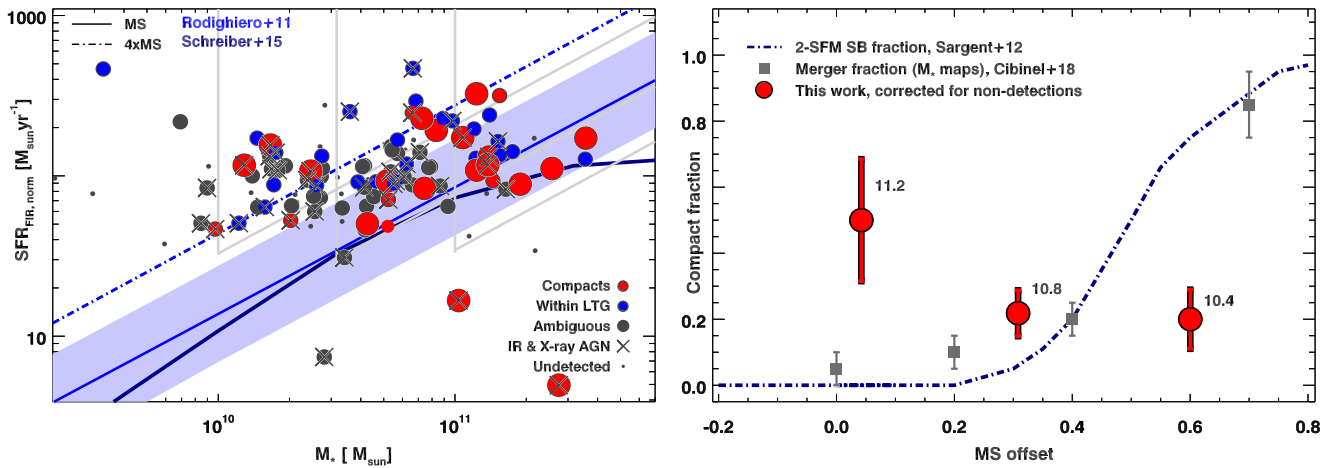 1000
100
10
SFR_FIR, norm [M_sun yr^-1]
MS
Rodighiero+11
4xMS
Schreiber+15
Compacts
Within LTG
Ambiguous
IR & X-ray AGN
Undetected
10^10
10^11
M_* [ M_sun]
1.0
0.8
0.6
0.4
0.2
0.0
Compact fraction
2-SFM SB fraction, Sargent+12
Merger fraction (M_* maps), Cibinel+18
This work, corrected for non-detections
11.2
10.8
10.4
-0.2
0.0
0.2
0.4
0.6
0.8
MS offset